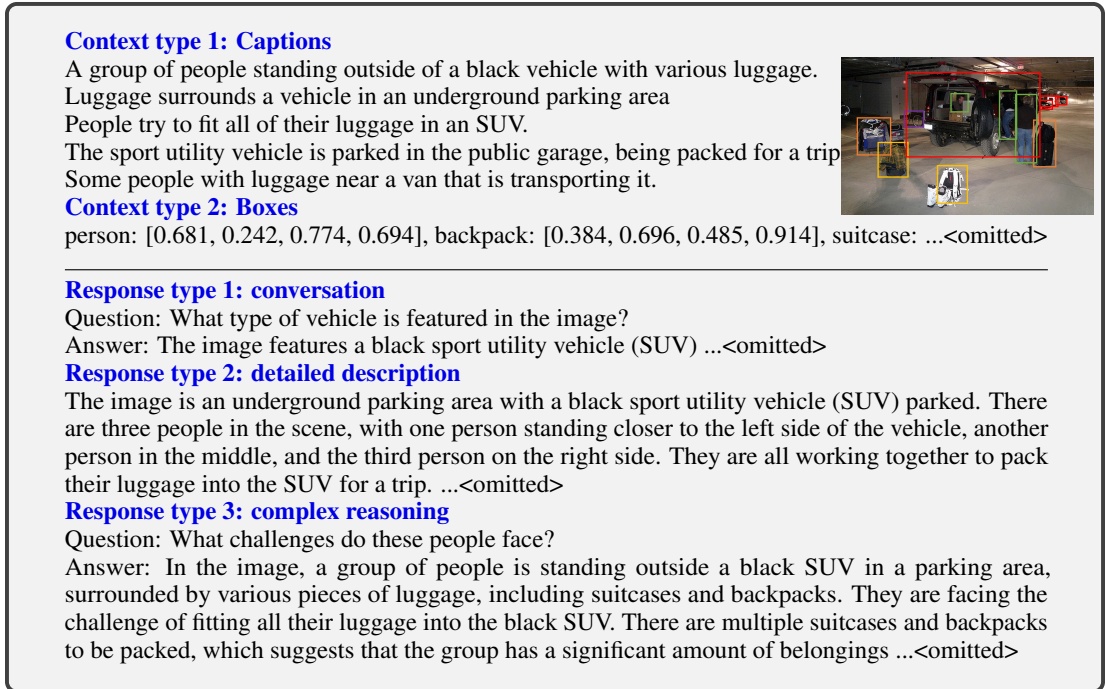 Context type 1: Captions
A group of people standing outside of a black vehicle with various luggage.
Luggage surrounds a vehicle in an underground parking area
People try to fit all of their luggage in an SUV.
The sport utility vehicle is parked in the public garage, being packed for a trip
Some people with luggage near a van that is transporting it.
Context type 2: Boxes
person: [0.681, 0.242, 0.774, 0.694], backpack: [0.384, 0.696, 0.485, 0.914], suitcase: ...<omitted>
Response type 1: conversation
Question: What type of vehicle is featured in the image?
Answer: The image features a black sport utility vehicle (SUV) ...<omitted>
Response type 2: detailed description
The image is an underground parking area with a black sport utility vehicle (SUV) parked. There
are three people in the scene, with one person standing closer to the left side of the vehicle, another
person in the middle, and the third person on the right side. They are all working together to pack
their luggage into the SUV for a trip. ...<omitted>
Response type 3: complex reasoning
Question: What challenges do these people face?
Answer: In the image, a group of people is standing outside a black SUV in a parking area,
surrounded by various pieces of luggage, including suitcases and backpacks. They are facing the
challenge of fitting all their luggage into the black SUV. There are multiple suitcases and backpacks
to be packed, which suggests that the group has a significant amount of belongings ...<omitted>